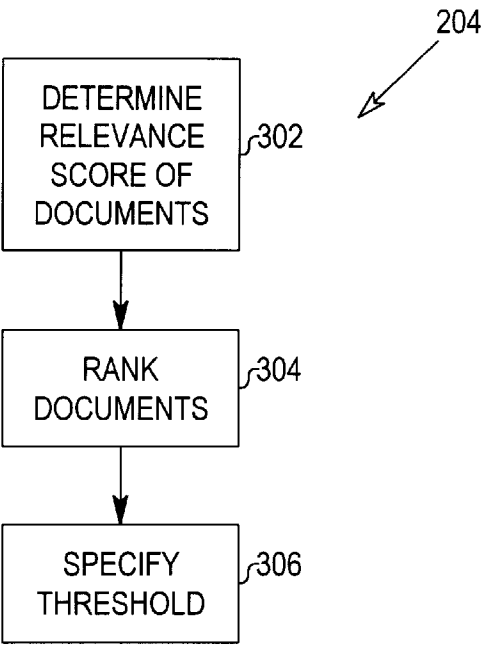 204
DETERMINE
RELEVANCE
SCORE OF
DOCUMENTS
302
RANK
DOCUMENTS
304
SPECIFY
THRESHOLD
306